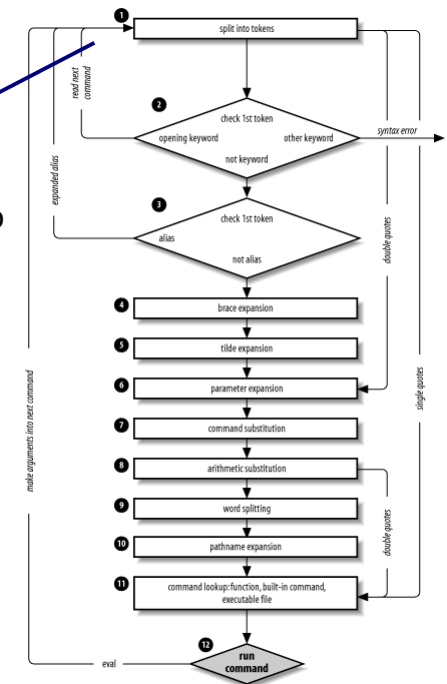 1
split into tokens
read next
command
2
check 1st token
opening keyword
other keyword
not keyword
syntax error
expanded alias
3
check 1st token
alias
not alias
double quotes
4
brace expansion
5
tilde expansion
6
parameter expansion
single quotes
make arguments into next command
7
command substitution
8
arithmetic substitution
9
word splitting
double quotes
10
pathname expansion
11
command lookup: function, built-in command,
executable file
12
run
command
eval